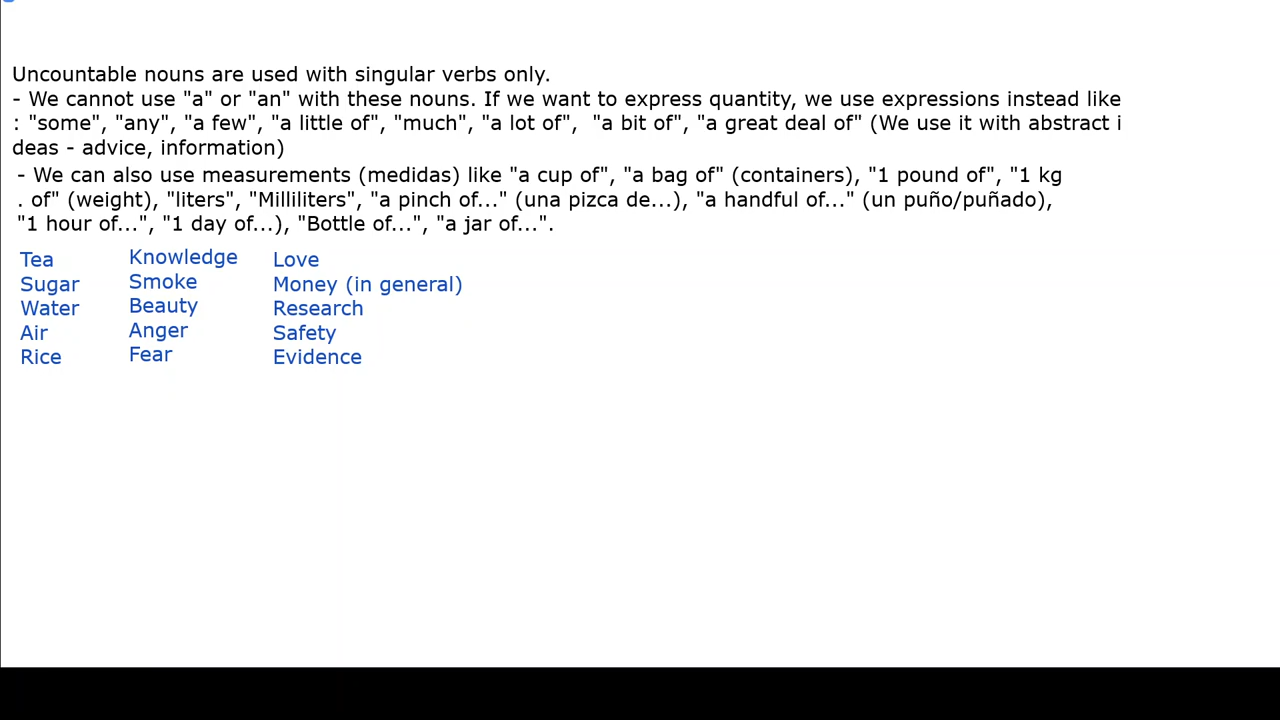 Uncountable nouns are used with singular verbs only.
- We cannot use "a" or "an" with these nouns. If we want to express quantity, we use expressions instead like
: "some", "any", "a few", "a little of", "much", "a lot of",  "a bit of", "a great deal of" (We use it with abstract i
deas - advice, information)
- We can also use measurements (medidas) like "a cup of", "a bag of" (containers), "1 pound of", "1 kg
. of" (weight), "liters", "Milliliters", "a pinch of..." (una pizca de...), "a handful of..." (un puño/puñado),
"1 hour of...", "1 day of...), "Bottle of...", "a jar of...".
Tea
Sugar
Water
Air
Rice
Knowledge
Smoke
Beauty
Anger
Fear
Love
Money (in general)
Research
Safety
Evidence